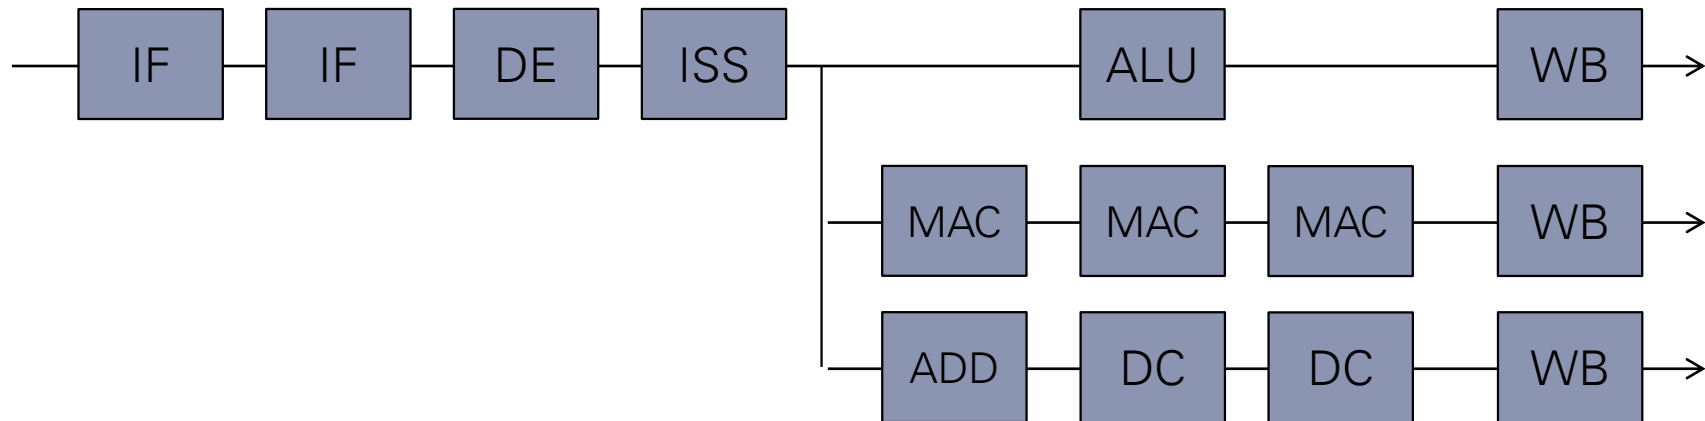 IF IF DE ISS ALU WB
MAC MAC MAC WB
ADD DC DC WB